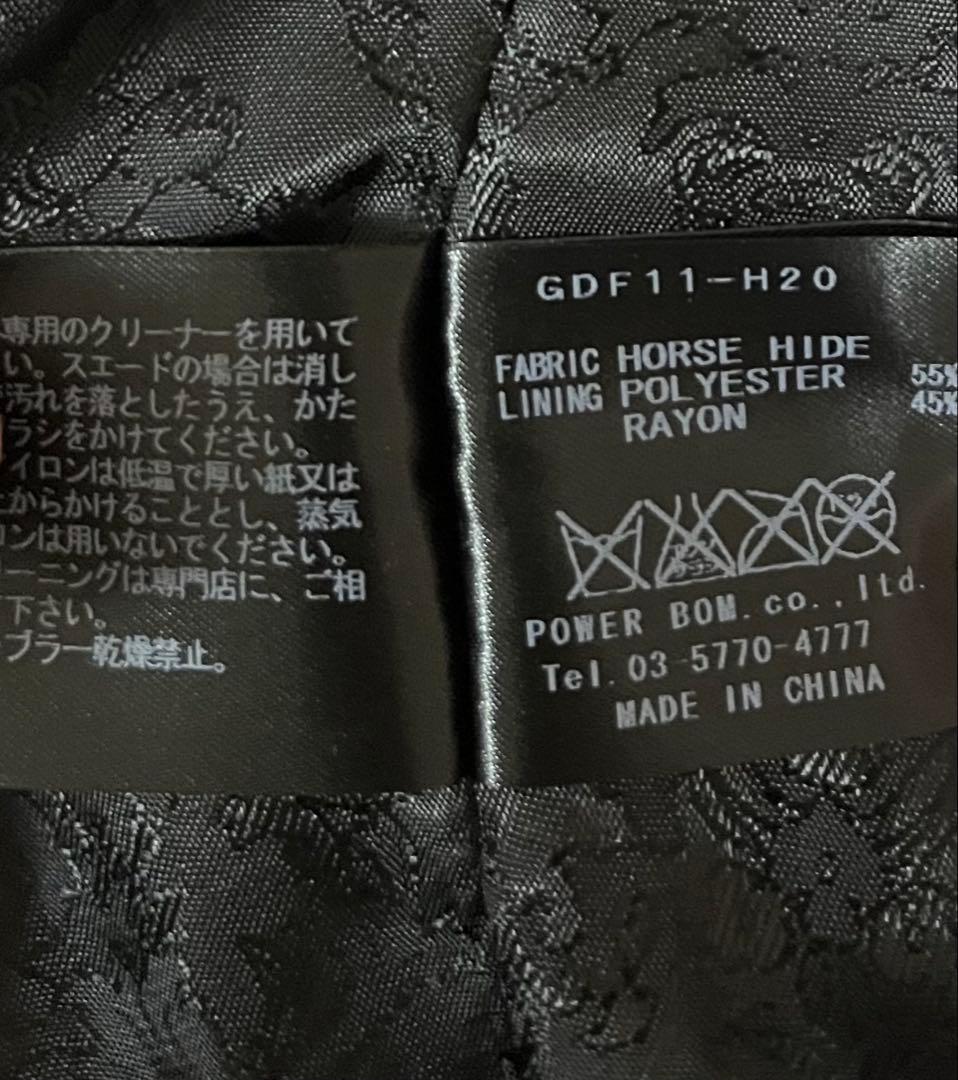 専用のクリーナーを用いて
い。スエードの場合は消し
汚れを落としたうえ、かた
ラシをかけてください。
イロンは低温で厚い紙又は
からかけることとし、蒸気
ロンは用いないでください。
ーニングは専門店に、ご相
下さい。
ブラー乾燥禁止。
GDF11-H20
FABRIC HORSE HIDE
LINING POLYESTER 55%
RAYON 45%
POWER BOM.co.,ltd.
Tel.03-5770-4777
MADE IN CHINA